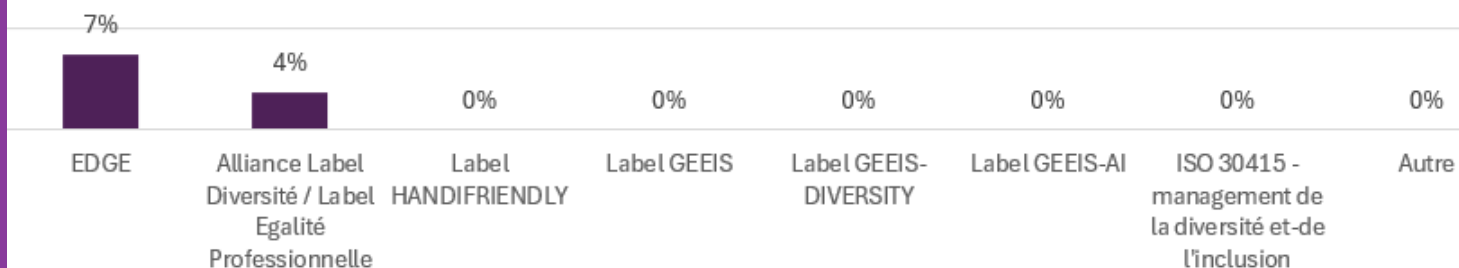 7%
4%
0%
0%
0%
0%
0%
0%
EDGE
Alliance Label
Diversité / Label
Egalité
Professionnelle
Label
HANDIFRIENDLY
Label GEEIS
Label GEEIS-
DIVERSITY
Label GEEIS-AI
ISO 30415 -
management de
la diversité et-de
l'inclusion
Autre